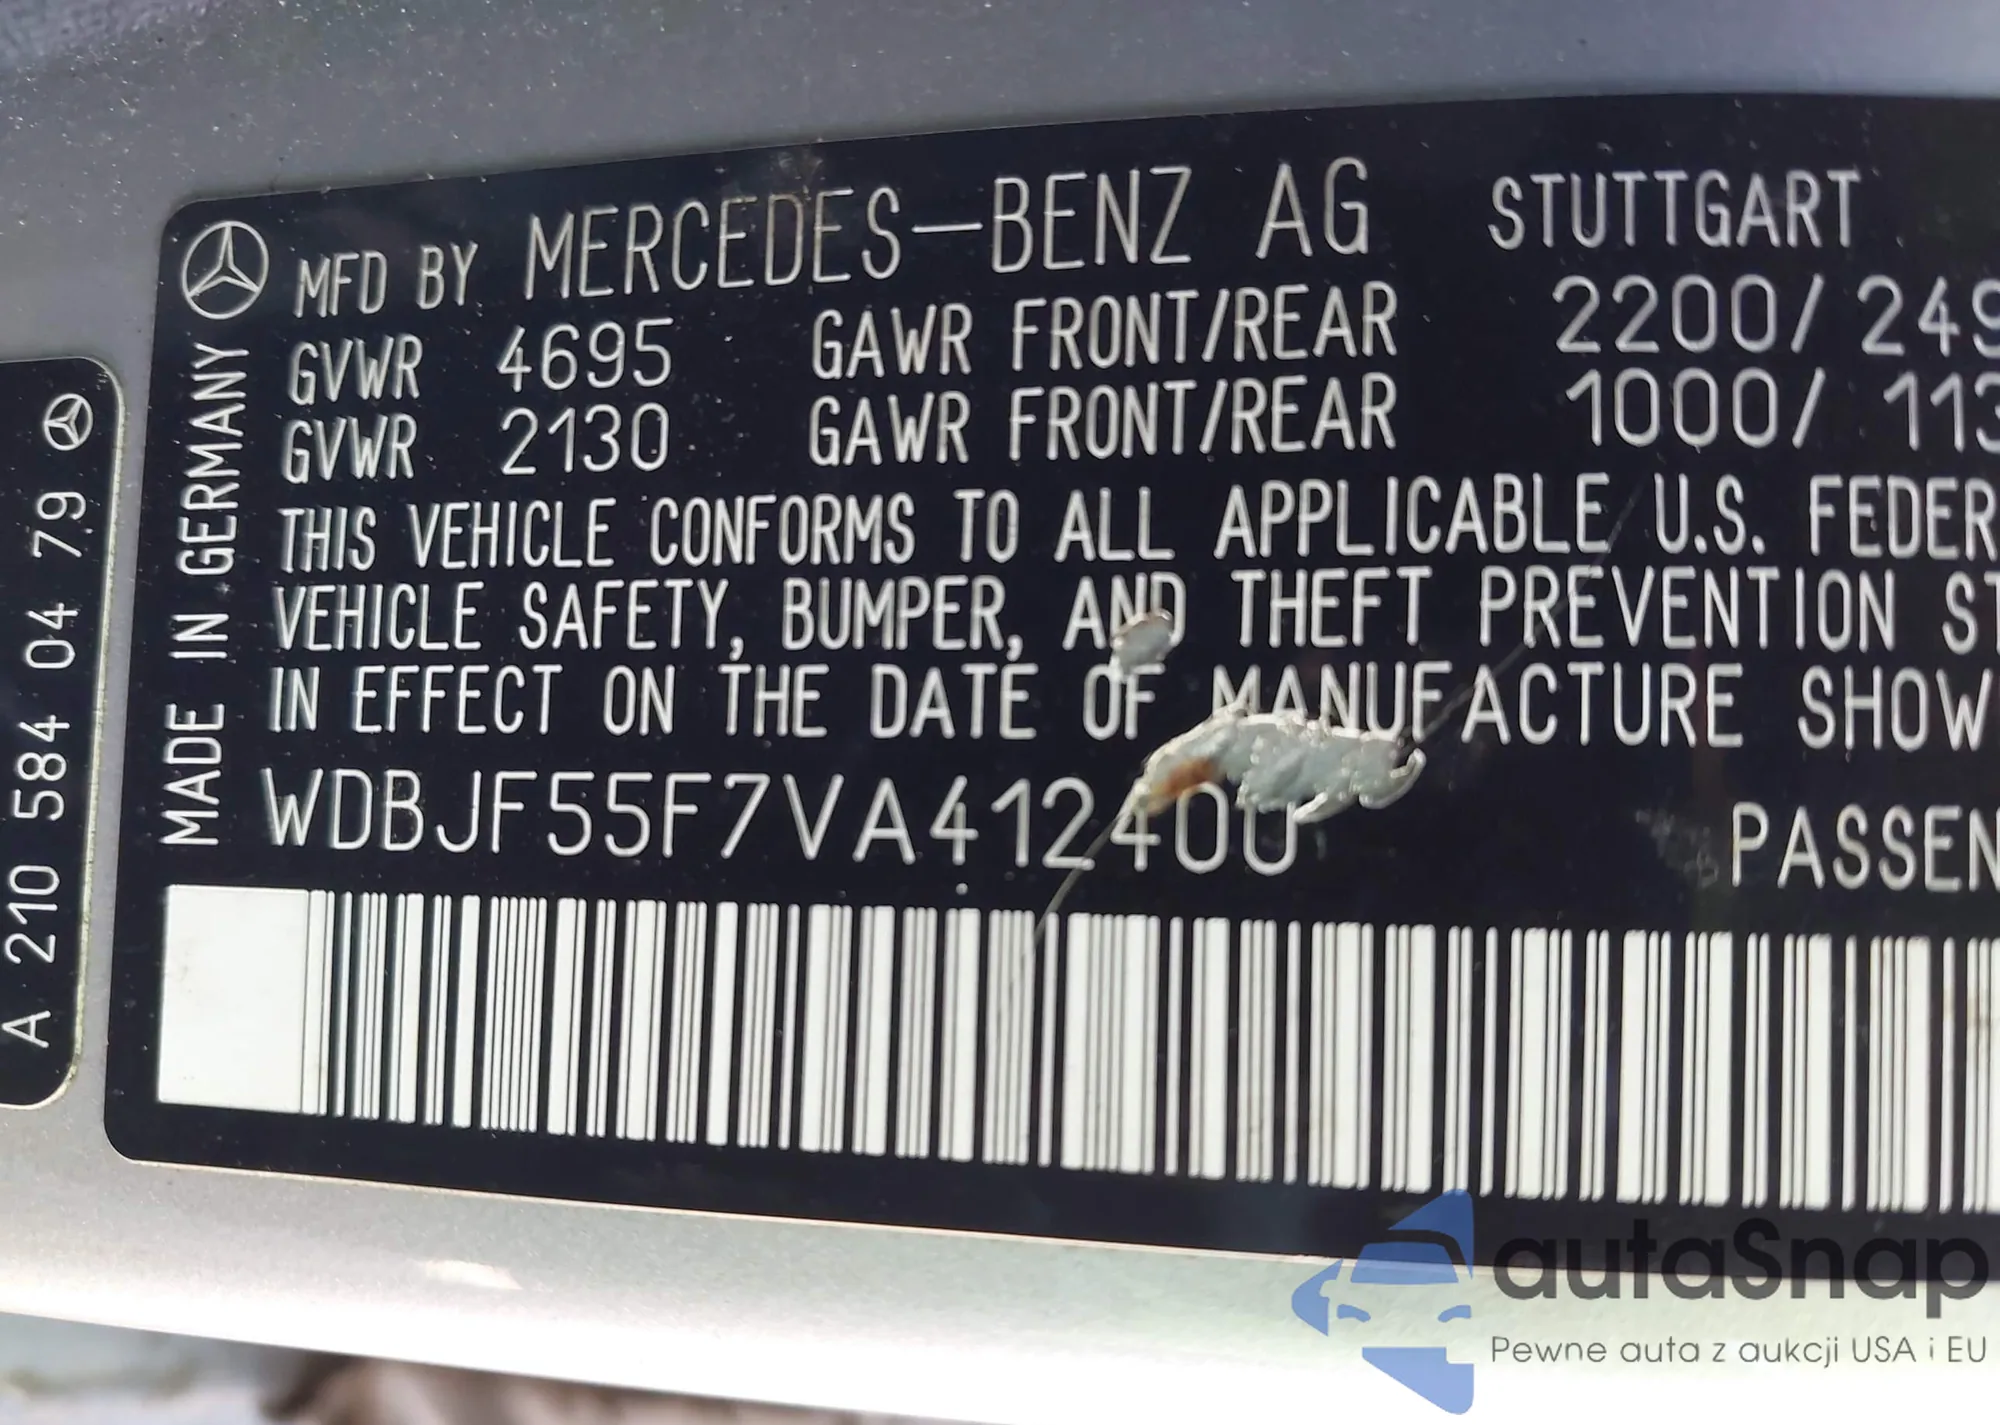 MFD BY MERCEDES-BENZ AG STUTTGART
GVWR 4695 GAWR FRONT/REAR 2200/ 249
GVWR 2130 GAWR FRONT/REAR 1000/ 113
THIS VEHICLE CONFORMS TO ALL APPLICABLE U.S. FEDER
VEHICLE SAFETY, BUMPER, AND THEFT PREVENTION ST
IN EFFECT ON THE DATE OF MANUFACTURE SHOW
WDBJF55F7VA412400 PASSEN
MADE IN GERMANY
A 210 584 04 79
autaSnap
Pewne auta z aukcji USA i EU